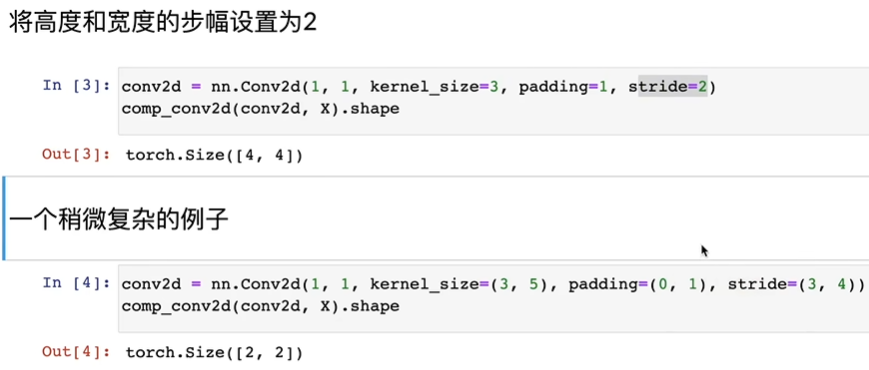 将高度和宽度的步幅设置为2
In [3]: conv2d = nn.Conv2d(1, 1, kernel_size=3, padding=1, stride=2)
comp_conv2d(conv2d, X).shape
Out[3]: torch.Size([4, 4])
一个稍微复杂的例子
In [4]: conv2d = nn.Conv2d(1, 1, kernel_size=(3, 5), padding=(0, 1), stride=(3, 4))
comp_conv2d(conv2d, X).shape
Out[4]: torch.Size([2, 2])